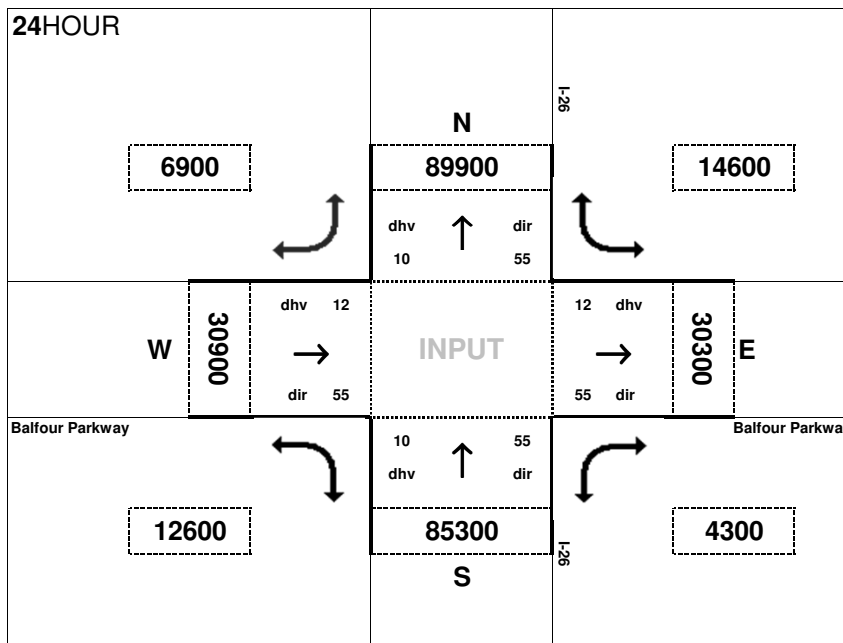 24HOUR
I-26
N
6900
89900
14600
dhv
dir
10
55
dhv 12
12 dhv
W
30900
INPUT
30300
E
dir 55
55 dir
Balfour Parkway
Balfour Parkwa
10
55
dhv
dir
12600
85300
4300
I-26
S